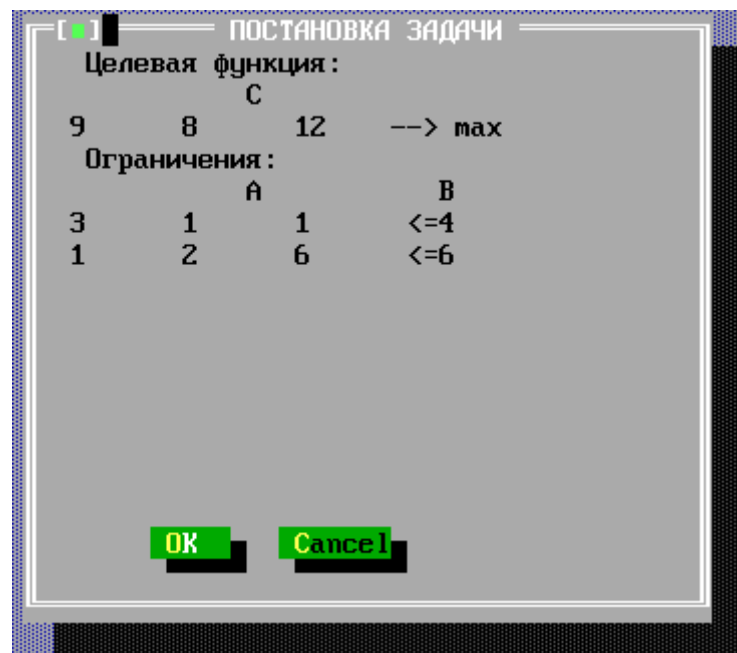 [■] ПОСТАНОВКА ЗАДАЧИ
Целевая функция:
C
9 8 12 --> max
Ограничения:
A B
3 1 1 <=4
1 2 6 <=6
OK Cancel